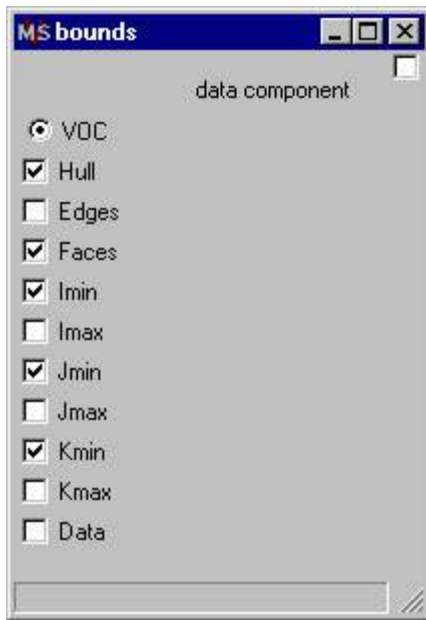 MS bounds
data component
VOC
Hull
Edges
Faces
Imin
Imax
Jmin
Jmax
Kmin
Kmax
Data